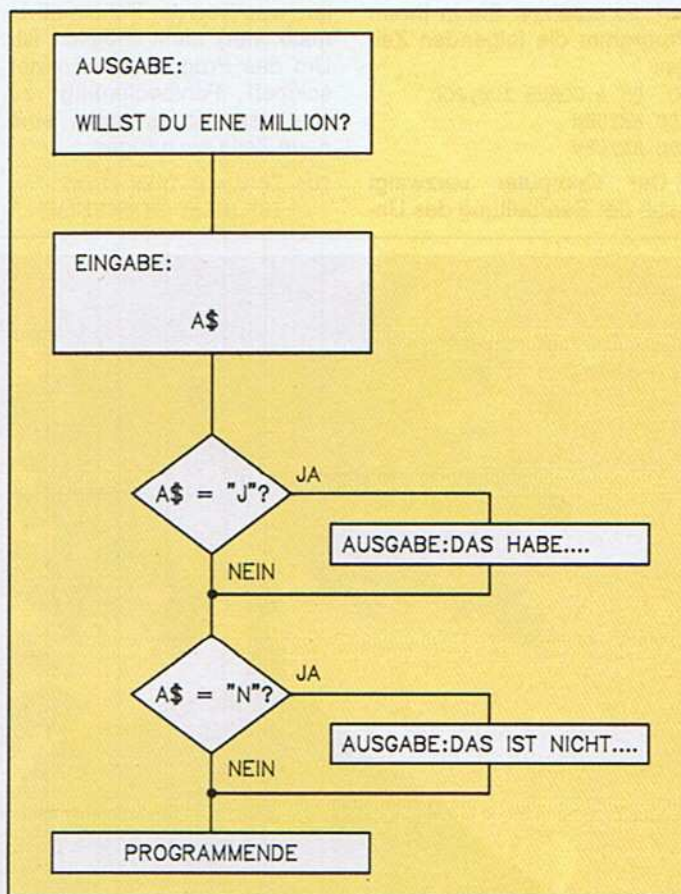 AUSGABE:
WILLST DU EINE MILLION?
EINGABE:
A$
A$ = "J"?
JA
AUSGABE:DAS HABE....
NEIN
A$ = "N"?
JA
AUSGABE:DAS IST NICHT....
NEIN
PROGRAMMENDE